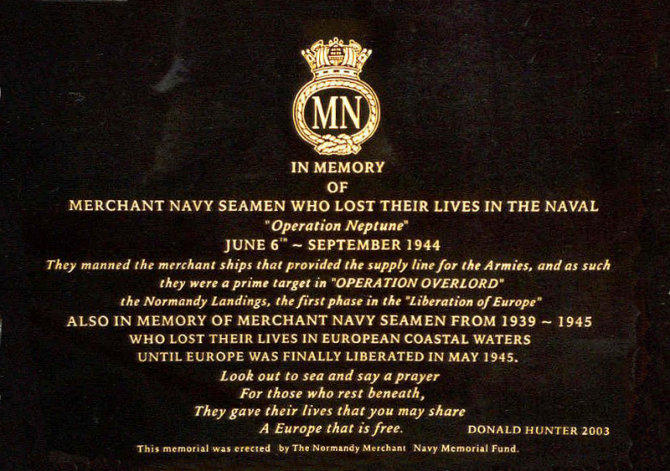 MN
IN MEMORY
OF
MERCHANT NAVY SEAMEN WHO LOST THEIR LIVES IN THE NAVAL
"Operation Neptune"
JUNE 6TH ~ SEPTEMBER 1944
They manned the merchant ships that provided the supply line for the Armies, and as such
they were a prime target in "OPERATION OVERLORD"
the Normandy Landings, the first phase in the "Liberation of Europe"
ALSO IN MEMORY OF MERCHANT NAVY SEAMEN FROM 1939 ~ 1945
WHO LOST THEIR LIVES IN EUROPEAN COASTAL WATERS
UNTIL EUROPE WAS FINALLY LIBERATED IN MAY 1945.
Look out to sea and say a prayer
For those who rest beneath,
They gave their lives that you may share
A Europe that is free. DONALD HUNTER 2003
This memorial was erected by The Normandy Merchant Navy Memorial Fund.